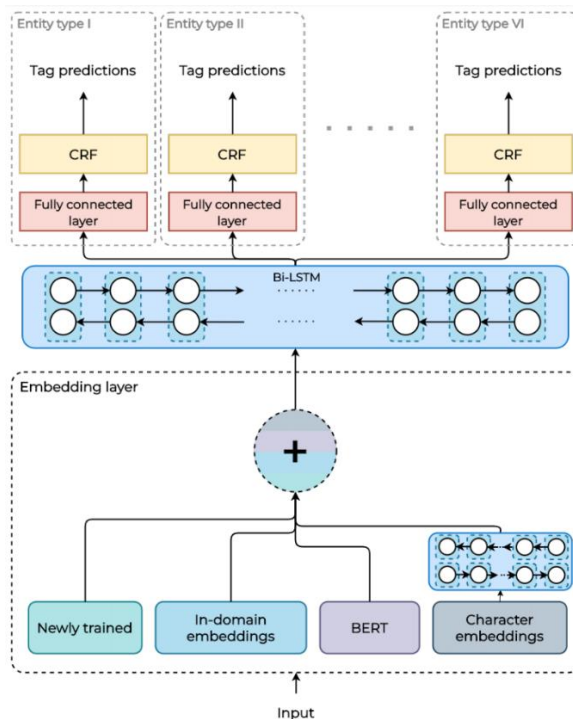 Entity type I
Entity type II
Entity type VI
Tag predictions
Tag predictions
Tag predictions
CRF
CRF
CRF
Fully connected
layer
Fully connected
layer
Fully connected
layer
Bi-LSTM
Embedding layer
+
Newly trained
In-domain
embeddings
BERT
Character
embeddings
Input